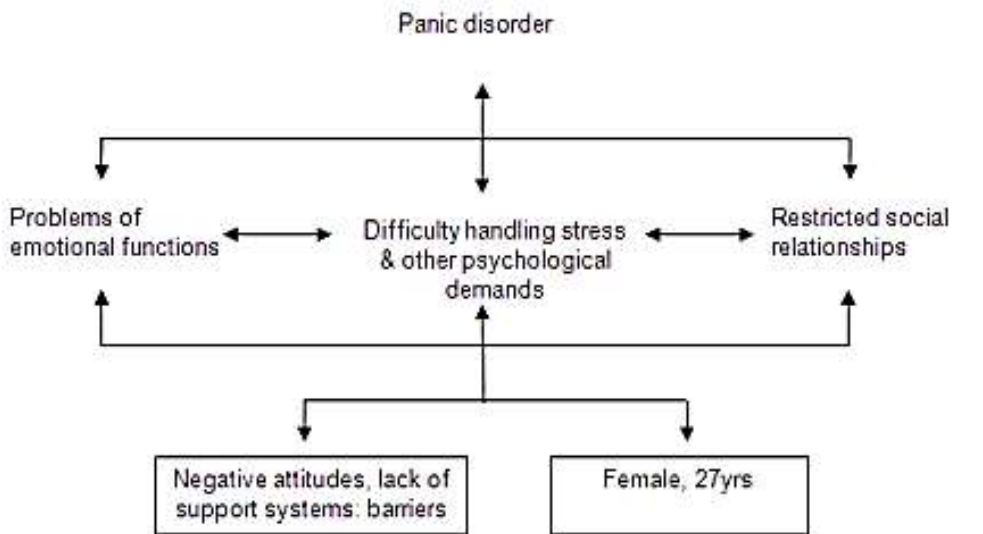 Panic disorder
Problems of
emotional functions
Difficulty handling stress
& other psychological
demands
Restricted social
relationships
Negative attitudes, lack of
support systems: barriers
Female, 27yrs